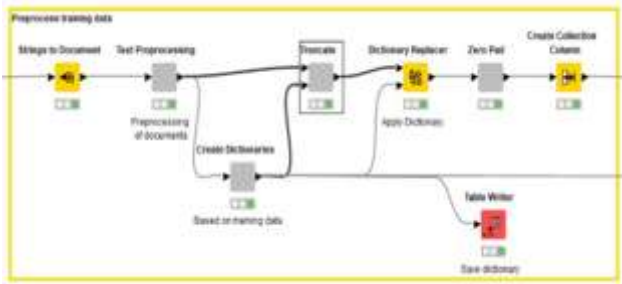 Preprocess training data
Strings to Document
Text Preprocessing
Truncate
Dictionary Replacer
Zero Pad
Create Collection
Column
Preprocessing
of documents
Apply Dictionary
Create Dictionaries
Based on training data
Table Writer
Save dictionary